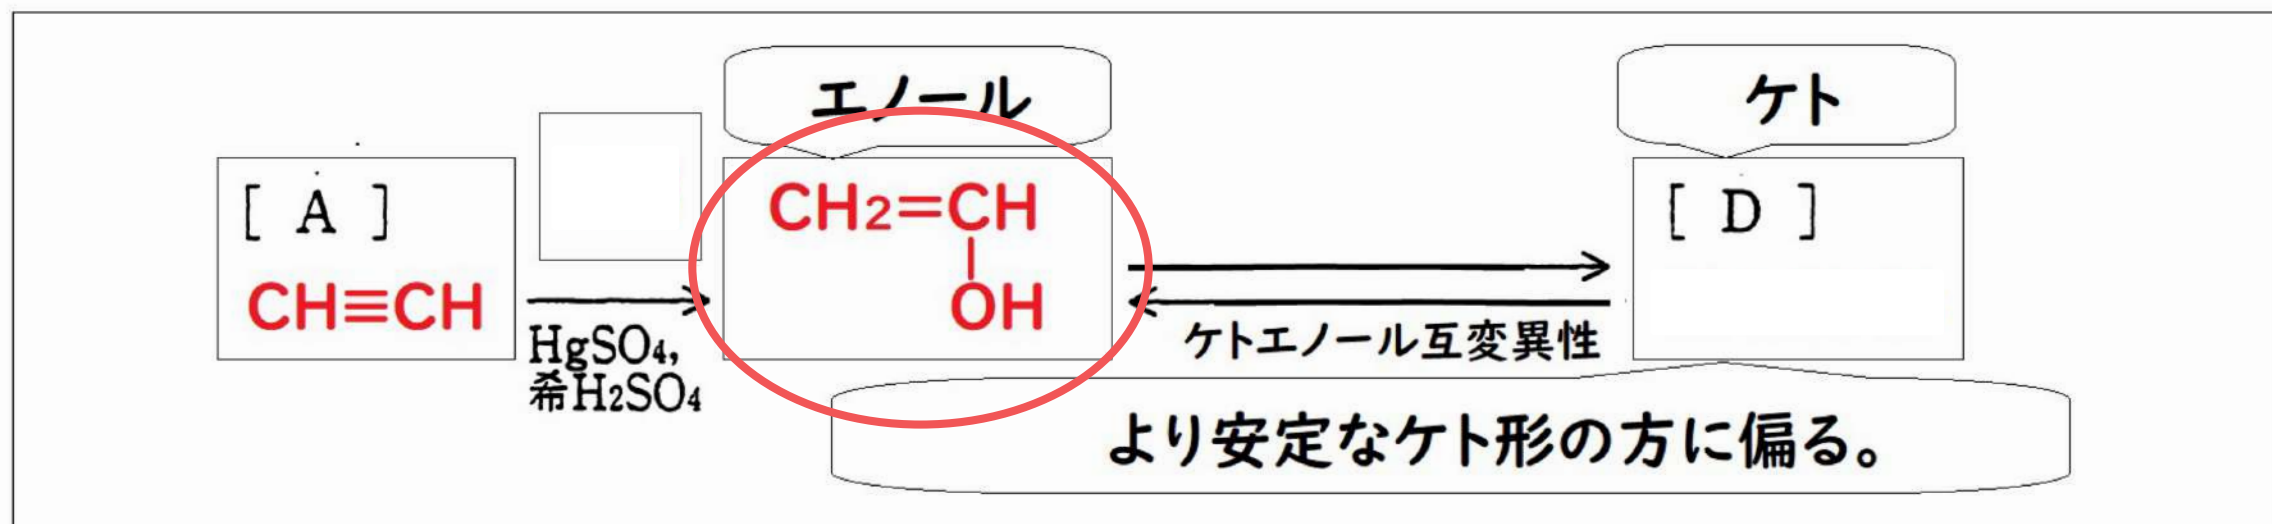 エノール
ケト
[ A ]
CH≡CH
HgSO4,
希H2SO4
CH2=CH
OH
ケトエノール互変異性
[ D ]
より安定なケト形の方に偏る。